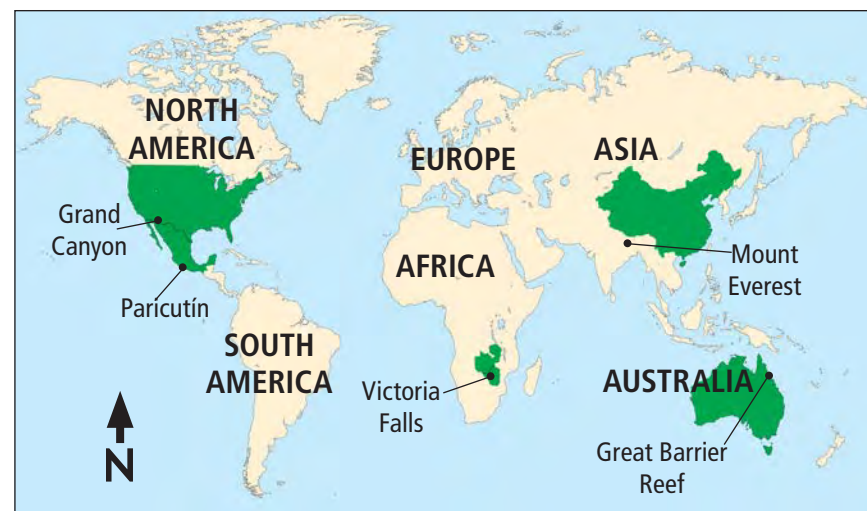 NORTH
AMERICA
EUROPE
ASIA
Grand
Canyon
Mount
Everest
AFRICA
Paricutín
SOUTH
AMERICA
Victoria
Falls
AUSTRALIA
Great Barrier
Reef
N